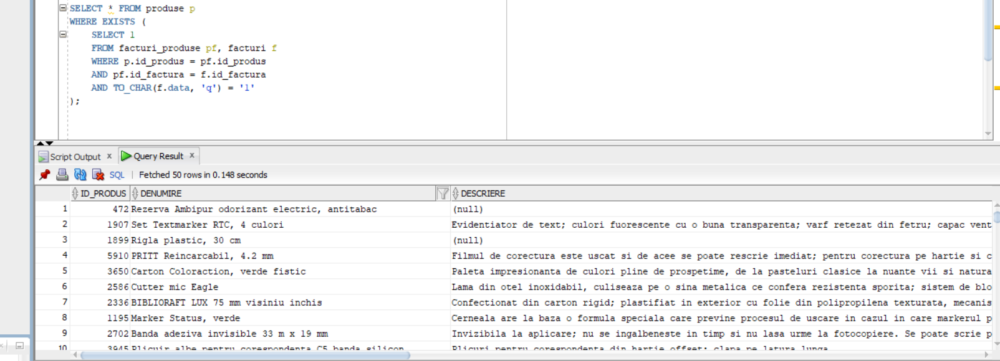 SELECT * FROM produse p
WHERE EXISTS (
SELECT 1
FROM facturi_produse pf, facturi f
WHERE p.id_produs = pf.id_produs
AND pf.id_factura = f.id_factura
AND TO_CHAR(f.data, 'q') = '1'
);
Script Output x Query Result x
SQL | Fetched 50 rows in 0.148 seconds
ID_PRODUS DENUMIRE DESCRIERE
1 472 Rezerva Ambipur odorizant electric, antitabac (null)
2 1907 Set Textmarker RTC, 4 culori Evidentiator de text; culori fuorescente cu o buna transparenta; varf retezat din fetru; capac vent
3 1899 Rigla plastic, 30 cm (null)
4 5910 PRITT Reincarcabil, 4.2 mm Filmul de corectura este uscat si de acee se poate rescrie imediat; pentru corectura pe hartie si c
5 3650 Carton Coloraction, verde fistic Paleta impresionanta de culori pline de prospetime, de la pasteluri clasice la nuante vii si natura
6 2586 Cutter mic Eagle Lama din otel inoxidabil, culiseaza pe o sina metalica ce confera rezistenta sporita; sistem de blo
7 2336 BIBLIORAFT LUX 75 mm visiniu inchis Confectionat din carton rigid; plastifiat in exterior cu folie din polipropilena texturata, mecanis
8 1195 Marker Status, verde Cerneala are la baza o formula speciala care previne procesul de uscare in cazul in care markerul p
9 2702 Banda adeziva invisible 33 m x 19 mm Invizibila la aplicare; nu se ingalbeneste in timp si nu lasa urme la fotocopiere. Se poate scrie p
10 3945 Plicuir albe pentru corespondenta C5 banda silicon Plicuri pentru corespondenta din hartie offset; clapa pe latura lunga